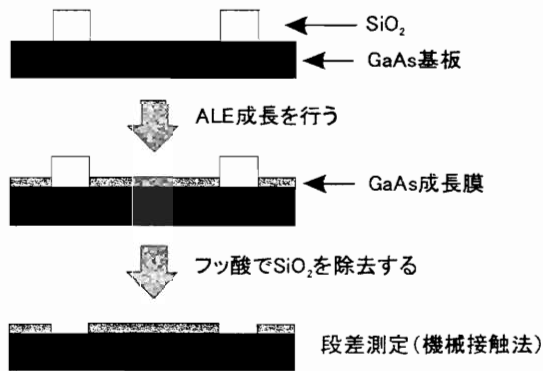 SiO₂
GaAs基板
ALE成長を行う
GaAs成長膜
フッ酸でSiO₂を除去する
段差測定(機械接触法)